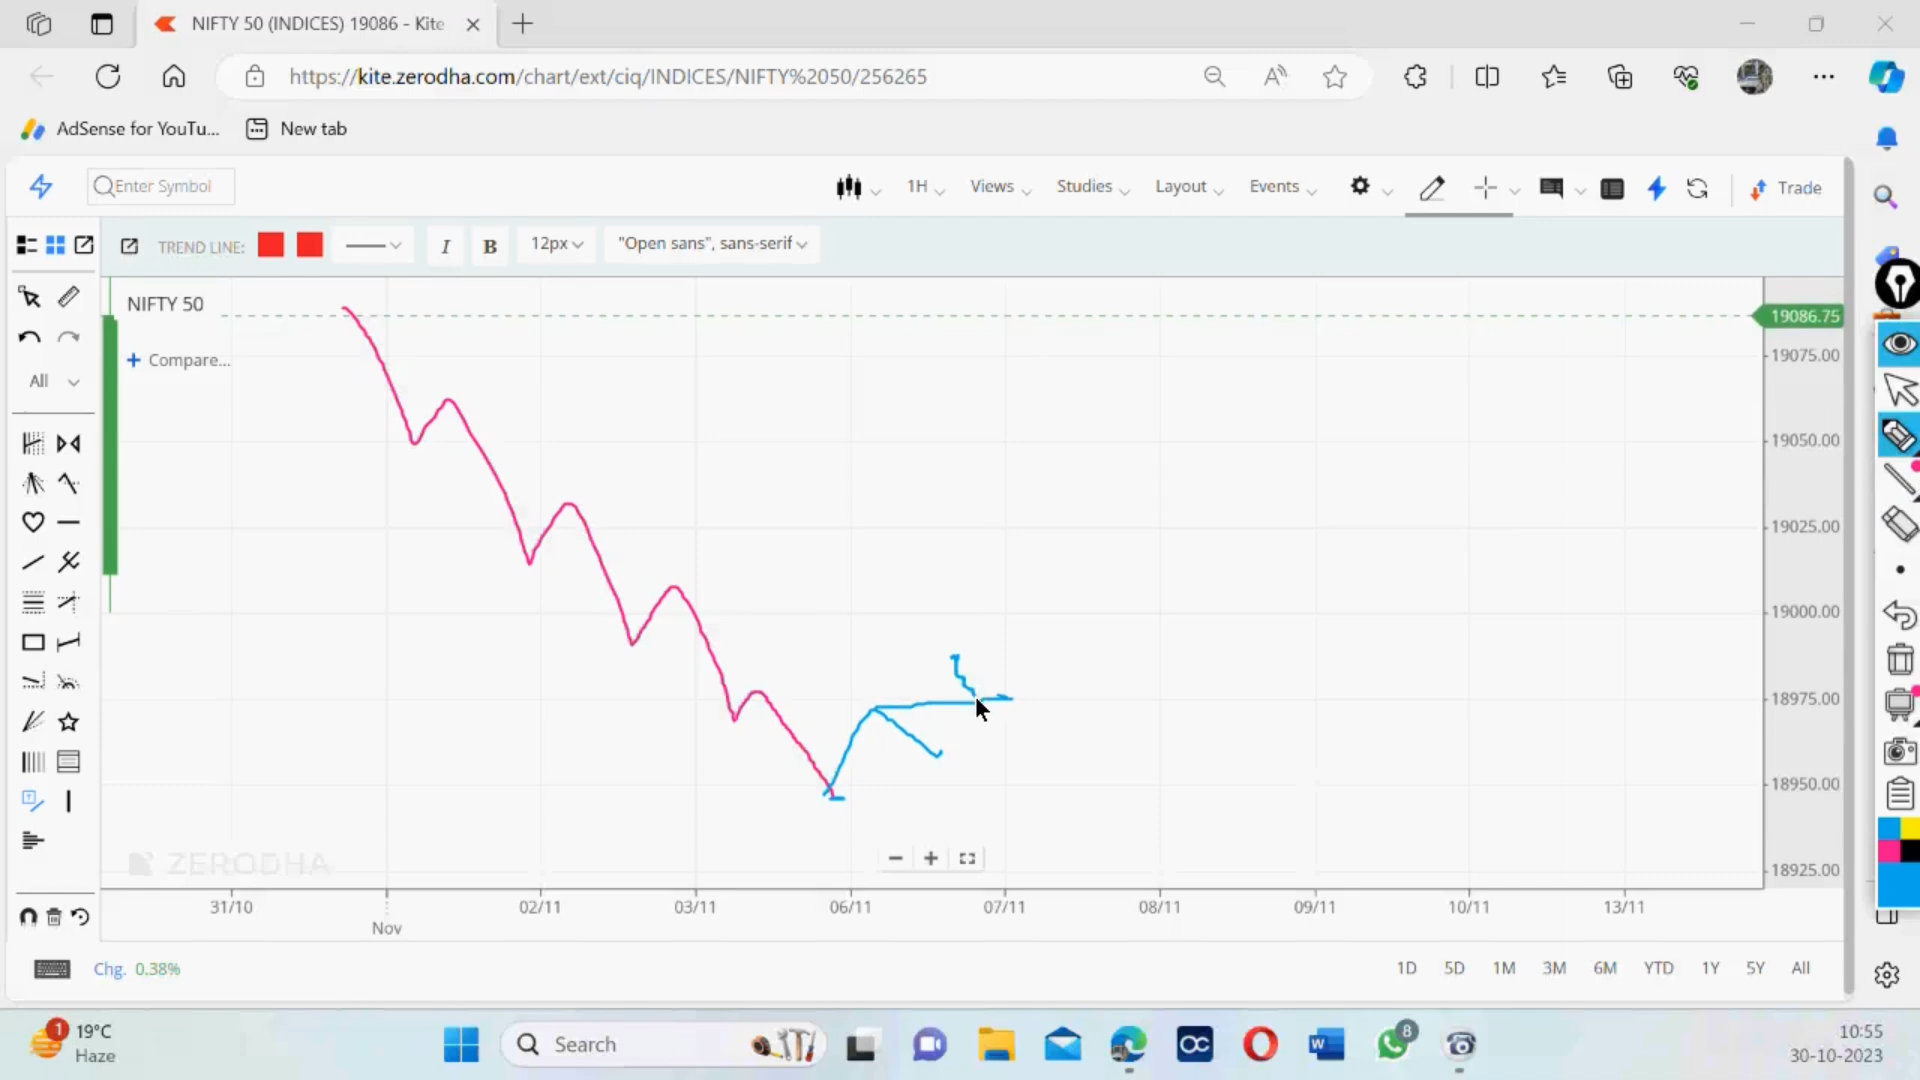 NIFTY 50 (INDICES) 19086 - Kite
https://kite.zerodha.com/chart/ext/ciq/INDICES/NIFTY%2050/256265
AdSense for YouTu... New tab
Enter Symbol 1H Views Studies Layout Events Trade
TREND LINE: I B 12px "Open sans", sans-serif
NIFTY 50
19086.75
19075.00
+ Compare...
All
19050.00
19025.00
19000.00
18975.00
18950.00
ZERODHA
18925.00
31/10 02/11 03/11 06/11 07/11 08/11 09/11 10/11 13/11
Nov
Chg. 0.38% 1D 5D 1M 3M 6M YTD 1Y 5Y All
1 19°C
Haze
Search
8
10:55
30-10-2023